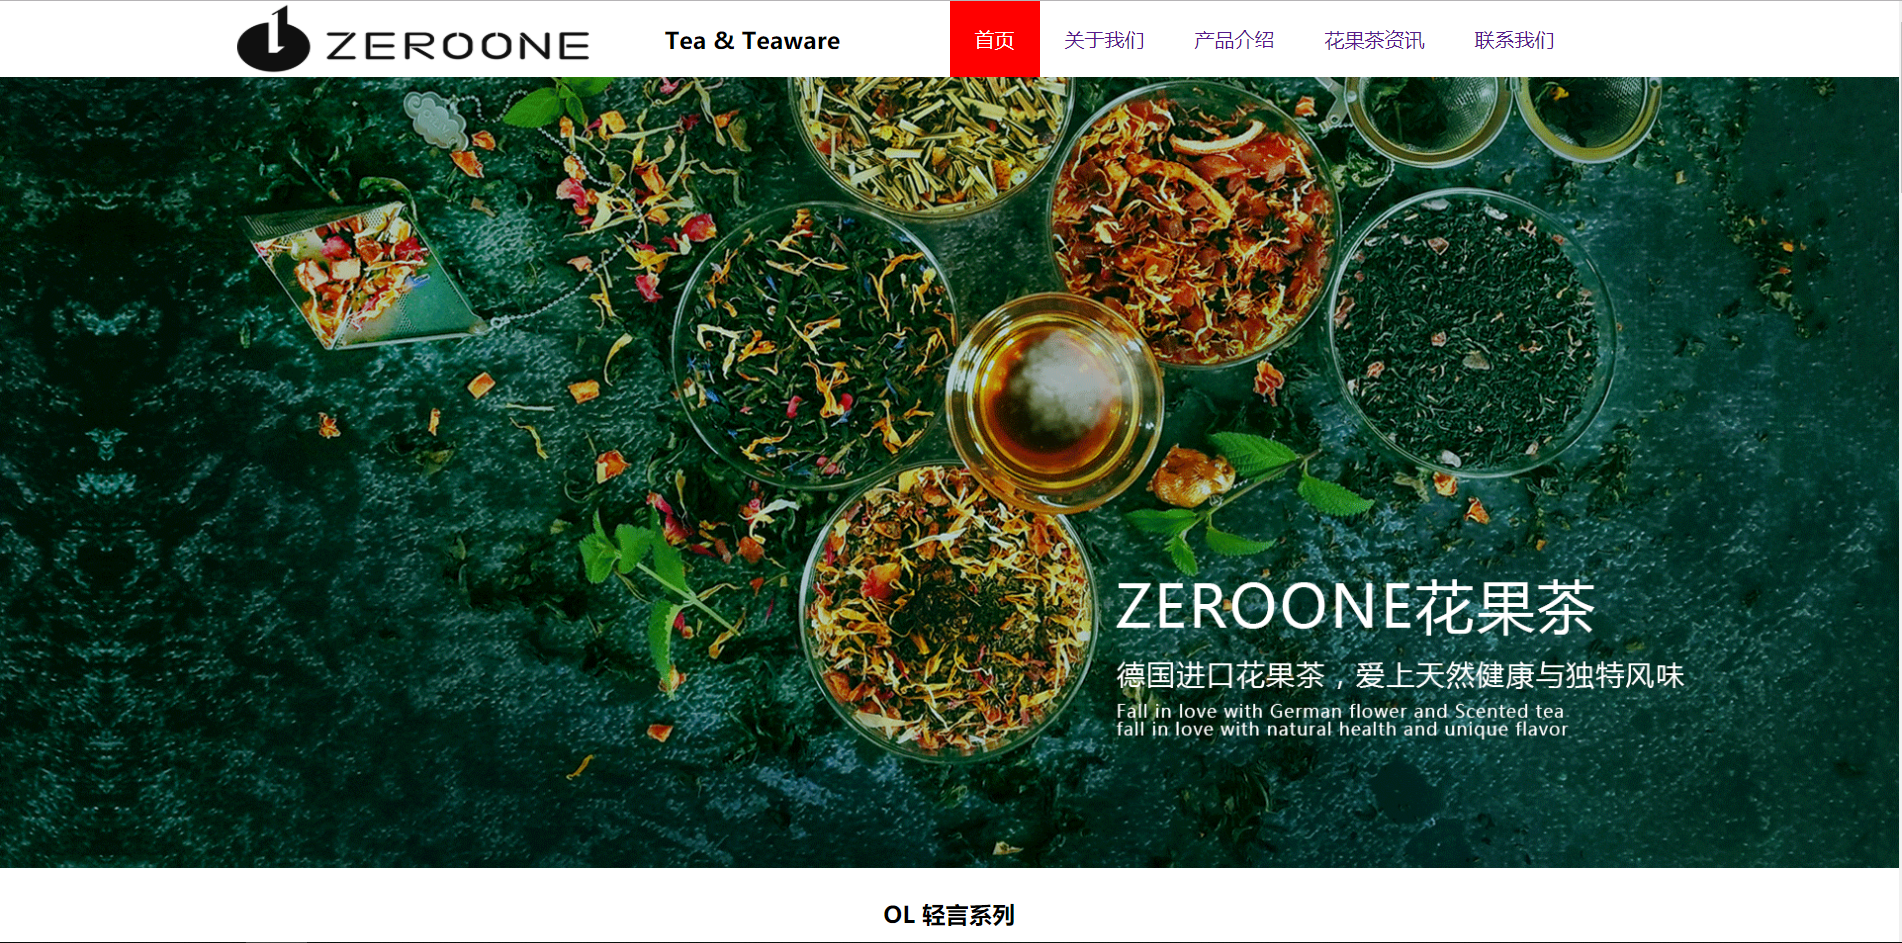 ZEROONE
Tea & Teaware
首页
关于我们
产品介绍
花果茶资讯
联系我们
ZEROONE花果茶
德国进口花果茶，爱上天然健康与独特风味
Fall in love with German flower and Scented tea
fall in love with natural health and unique flavor
OL 轻言系列